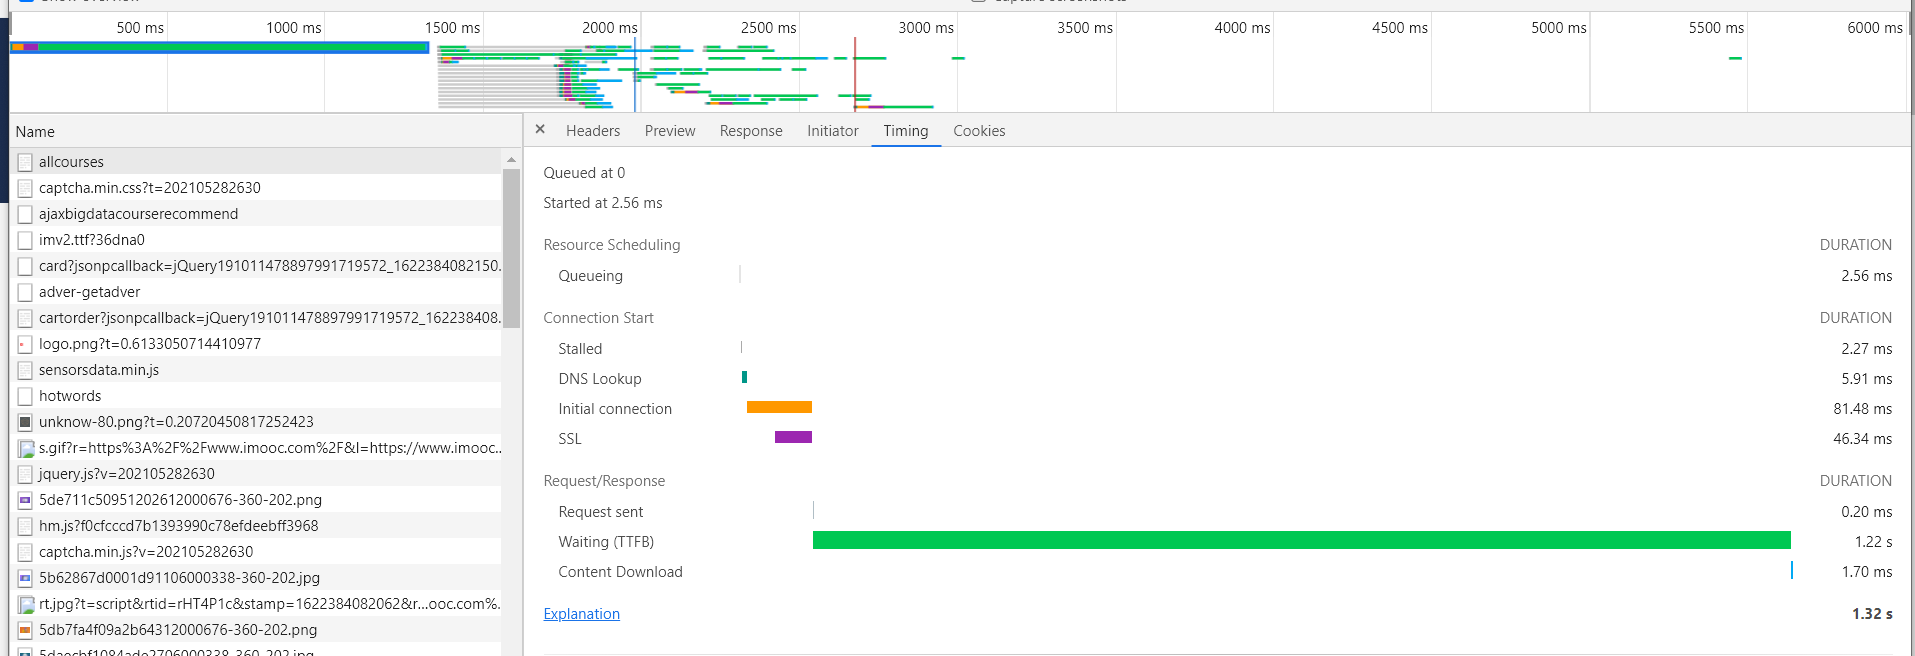 500 ms
1000 ms
1500 ms
2000 ms
2500 ms
3000 ms
3500 ms
4000 ms
4500 ms
5000 ms
5500 ms
6000 ms
Name
allcourses
captcha.min.css?t=202105282630
ajaxbigdatacourserecommend
imv2.ttf?36dna0
card?jsonpcallback=jQuery191011478897991719572_1622384082150.
adver-getadver
cartorder?jsonpcallback=jQuery191011478897991719572_162238408.
logo.png?t=0.6133050714410977
sensorsdata.min.js
hotwords
unknow-80.png?t=0.20720450817252423
s.gif?r=https%3A%2F%2Fwww.imooc.com%2F&l=https://www.imooc..
jquery.js?v=202105282630
5de711c50951202612000676-360-202.png
hm.js?f0cfcccd7b1393990c78efdeebff3968
captcha.min.js?v=202105282630
5b62867d0001d91106000338-360-202.jpg
rt.jpg?t=script&rtid=rHT4P1c&stamp=1622384082062&r...ooc.com%.
5db7fa4f09a2b64312000676-360-202.png
Headers Preview Response Initiator Timing Cookies
Queued at 0
Started at 2.56 ms
Resource Scheduling DURATION
Queueing 2.56 ms
Connection Start DURATION
Stalled 2.27 ms
DNS Lookup 5.91 ms
Initial connection 81.48 ms
SSL 46.34 ms
Request/Response DURATION
Request sent 0.20 ms
Waiting (TTFB) 1.22 s
Content Download 1.70 ms
Explanation 1.32 s